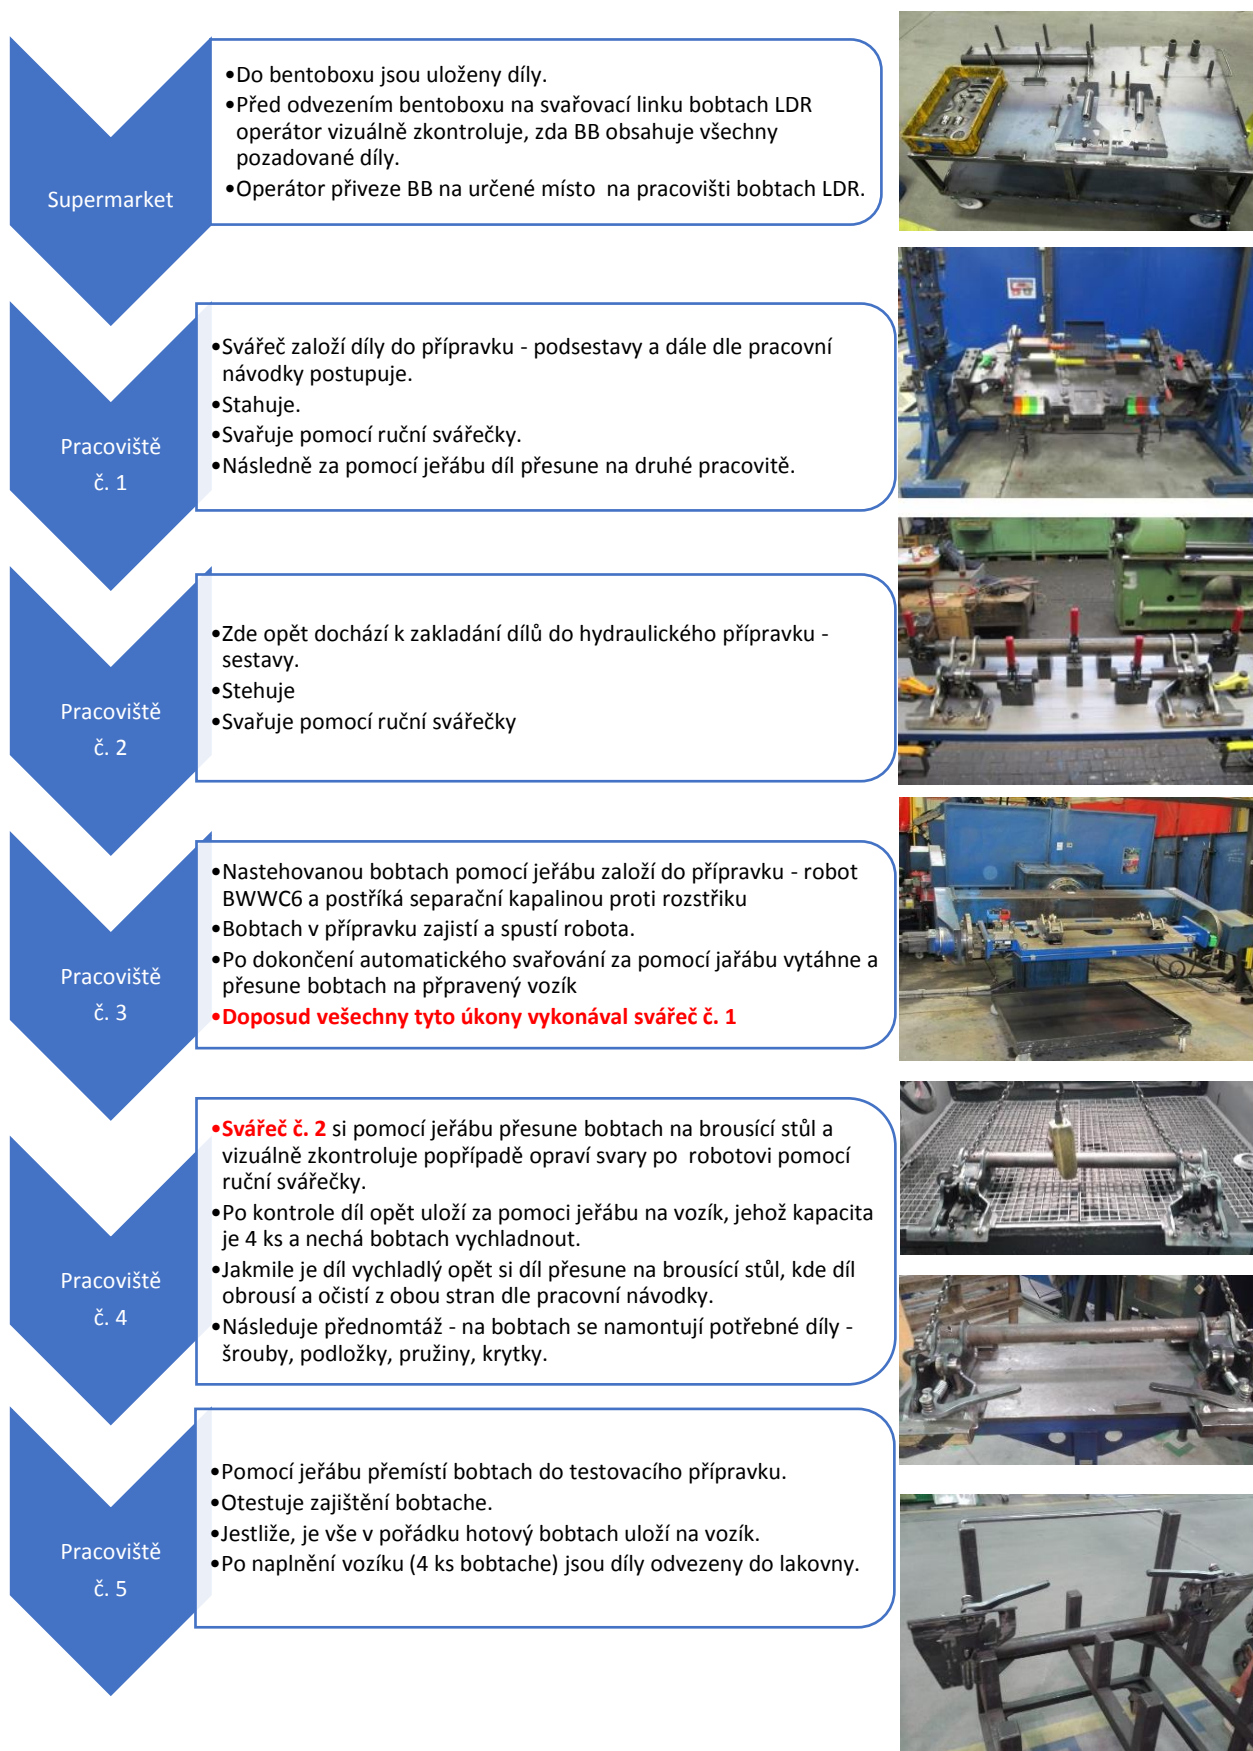 Supermarket
•Do bentoboxu jsou uloženy díly.
•Před odvezením bentoboxu na svařovací linku bobtach LDR
operátor vizuálně zkontroluje, zda BB obsahuje všechny
pozadované díly.
•Operátor přiveze BB na určené místo  na pracovišti bobtach LDR.
Pracoviště
č. 1
•Svářeč založí díly do přípravku - podsestavy a dále dle pracovní
návodky postupuje.
•Stahuje.
•Svařuje pomocí ruční svářečky.
•Následně za pomocí jeřábu díl přesune na druhé pracovitě.
Pracoviště
č. 2
•Zde opět dochází k zakládání dílů do hydraulického přípravku -
sestavy.
•Stehuje
•Svařuje pomocí ruční svářečky
Pracoviště
č. 3
•Nastehovanou bobtach pomocí jeřábu založí do přípravku - robot
BWWC6 a postříká separační kapalinou proti rozstřiku
•Bobtach v přípravku zajistí a spustí robota.
•Po dokončení automatického svařování za pomocí jařábu vytáhne a
přesune bobtach na přpravený vozík
•Doposud vešechny tyto úkony vykonával svářeč č. 1
Pracoviště
č. 4
•Svářeč č. 2 si pomocí jeřábu přesune bobtach na brousící stůl a
vizuálně zkontroluje popřípadě opraví svary po  robotovi pomocí
ruční svářečky.
•Po kontrole díl opět uloží za pomoci jeřábu na vozík, jehož kapacita
je 4 ks a nechá bobtach vychladnout.
•Jakmile je díl vychladlý opět si díl přesune na brousící stůl, kde díl
obrousí a očistí z obou stran dle pracovní návodky.
•Následuje přednomtáž - na bobtach se namontují potřebné díly -
šrouby, podložky, pružiny, krytky.
Pracoviště
č. 5
•Pomocí jeřábu přemístí bobtach do testovacího přípravku.
•Otestuje zajištění bobtache.
•Jestliže, je vše v pořádku hotový bobtach uloží na vozík.
•Po naplnění vozíku (4 ks bobtache) jsou díly odvezeny do lakovny.